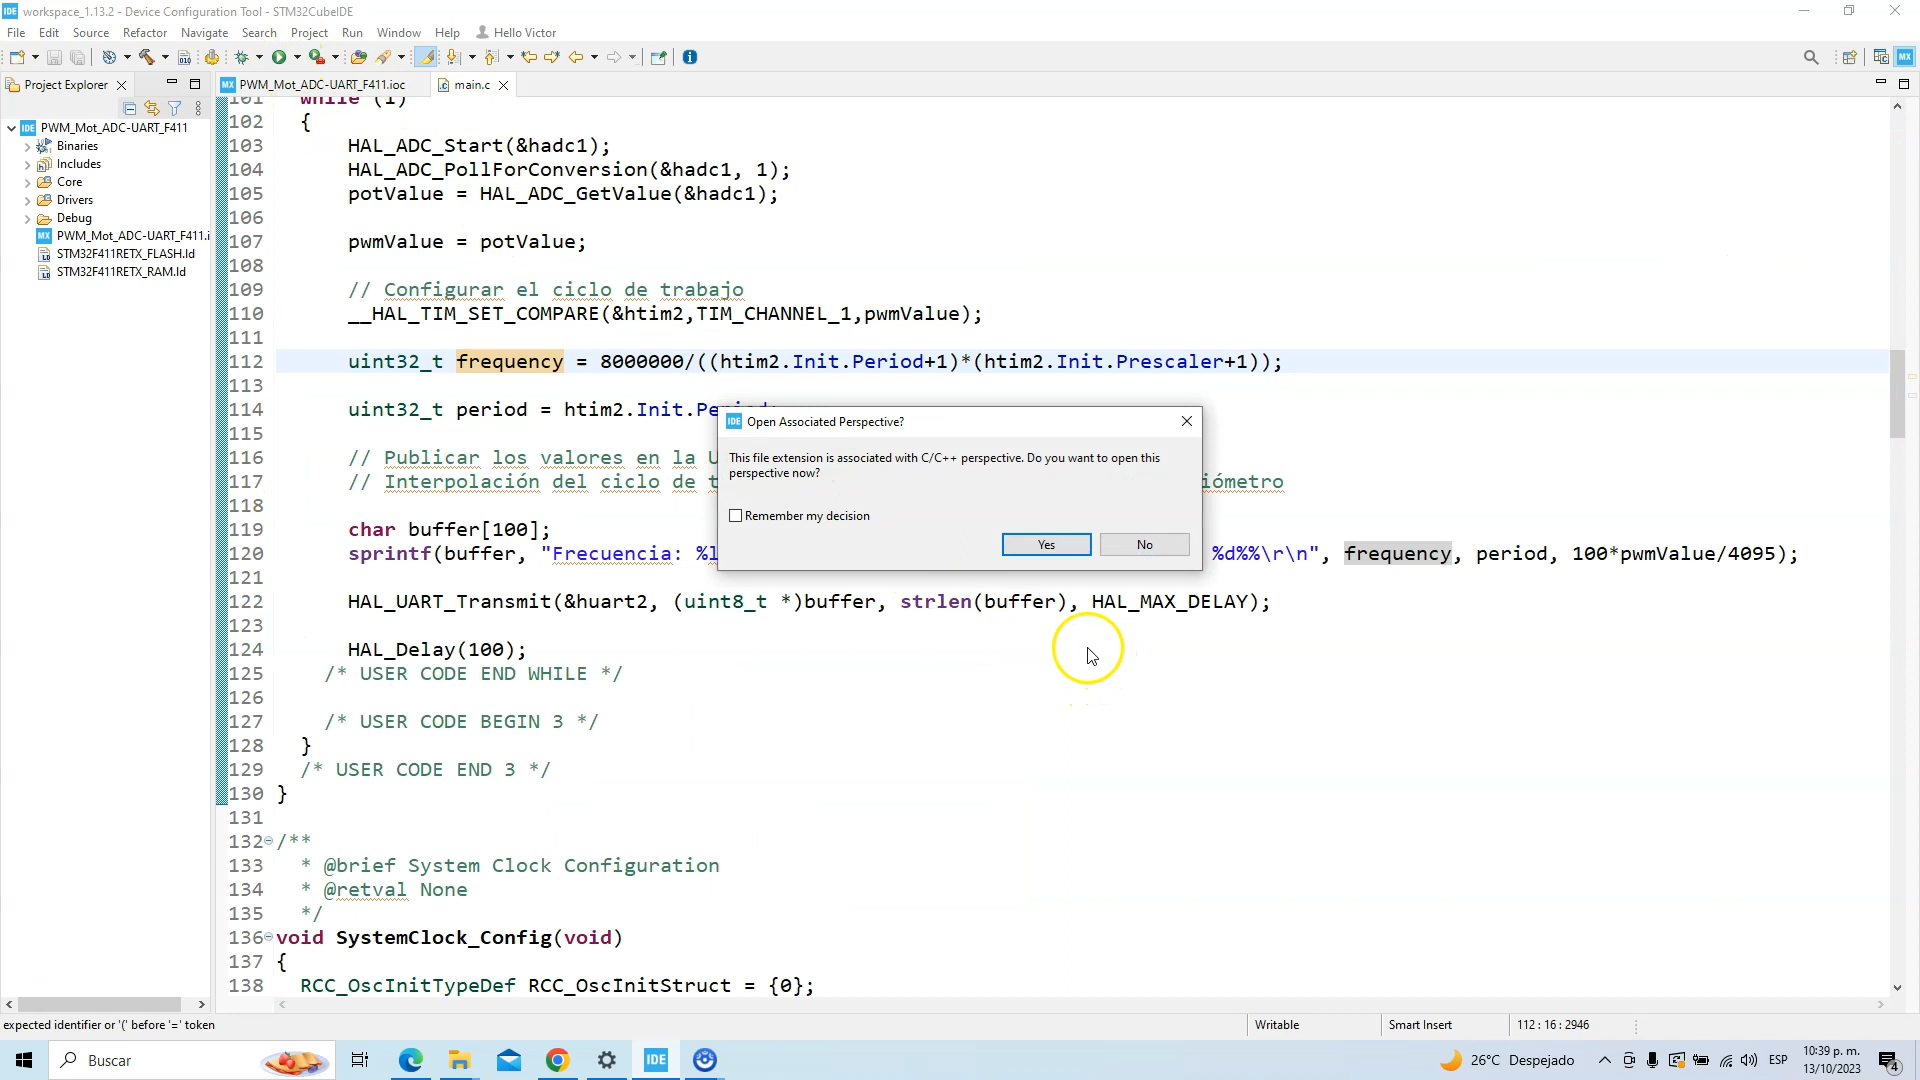 workspace_1.13.2 - Device Configuration Tool - STM32CubeIDE
File Edit Source Refactor Navigate Search Project Run Window Help Hello Victor
Project Explorer
PWM_Mot_ADC-UART_F411.ioc
main.c
PWM_Mot_ADC-UART_F411
Binaries
Includes
Core
Drivers
Debug
PWM_Mot_ADC-UART_F411.i
STM32F411RETX_FLASH.ld
STM32F411RETX_RAM.ld
101 while (1)
102 {
103 HAL_ADC_Start(&hadc1);
104 HAL_ADC_PollForConversion(&hadc1, 1);
105 potValue = HAL_ADC_GetValue(&hadc1);
106
107 pwmValue = potValue;
108
109 // Configurar el ciclo de trabajo
110 __HAL_TIM_SET_COMPARE(&htim2,TIM_CHANNEL_1,pwmValue);
111
112 uint32_t frequency = 8000000/((htim2.Init.Period+1)*(htim2.Init.Prescaler+1));
113
114 uint32_t period = htim2.Init.Period;
115
116 // Publicar los valores en la U
117 // Interpolación del ciclo de t iómetro
118
119 char buffer[100];
120 sprintf(buffer, "Frecuencia: %l %d%%\r\n", frequency, period, 100*pwmValue/4095);
121
122 HAL_UART_Transmit(&huart2, (uint8_t *)buffer, strlen(buffer), HAL_MAX_DELAY);
123
124 HAL_Delay(100);
125 /* USER CODE END WHILE */
126
127 /* USER CODE BEGIN 3 */
128 }
129 /* USER CODE END 3 */
130 }
131
132 /**
133 * @brief System Clock Configuration
134 * @retval None
135 */
136 void SystemClock_Config(void)
137 {
138 RCC_OscInitTypeDef RCC_OscInitStruct = {0};
Open Associated Perspective?
This file extension is associated with C/C++ perspective. Do you want to open this
perspective now?
Remember my decision
Yes No
expected identifier or '(' before '=' token
Writable
Smart Insert
112 : 16 : 2946
Buscar
26°C Despejado
ESP
10:39 p. m.
13/10/2023
4